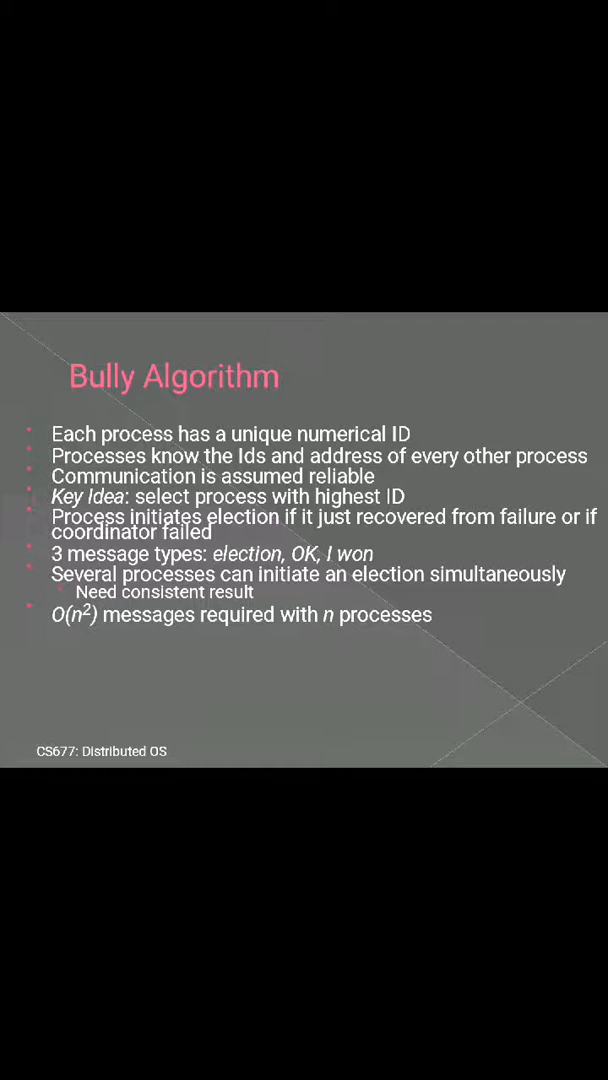 Bully Algorithm
Each process has a unique numerical ID
Processes know the Ids and address of every other process
Communication is assumed reliable
Key Idea: select process with highest ID
Process initiates election if it just recovered from failure or if
coordinator failed
3 message types: election, OK, I won
Several processes can initiate an election simultaneously
Need consistent result
O(n²) messages required with n processes
CS677: Distributed OS